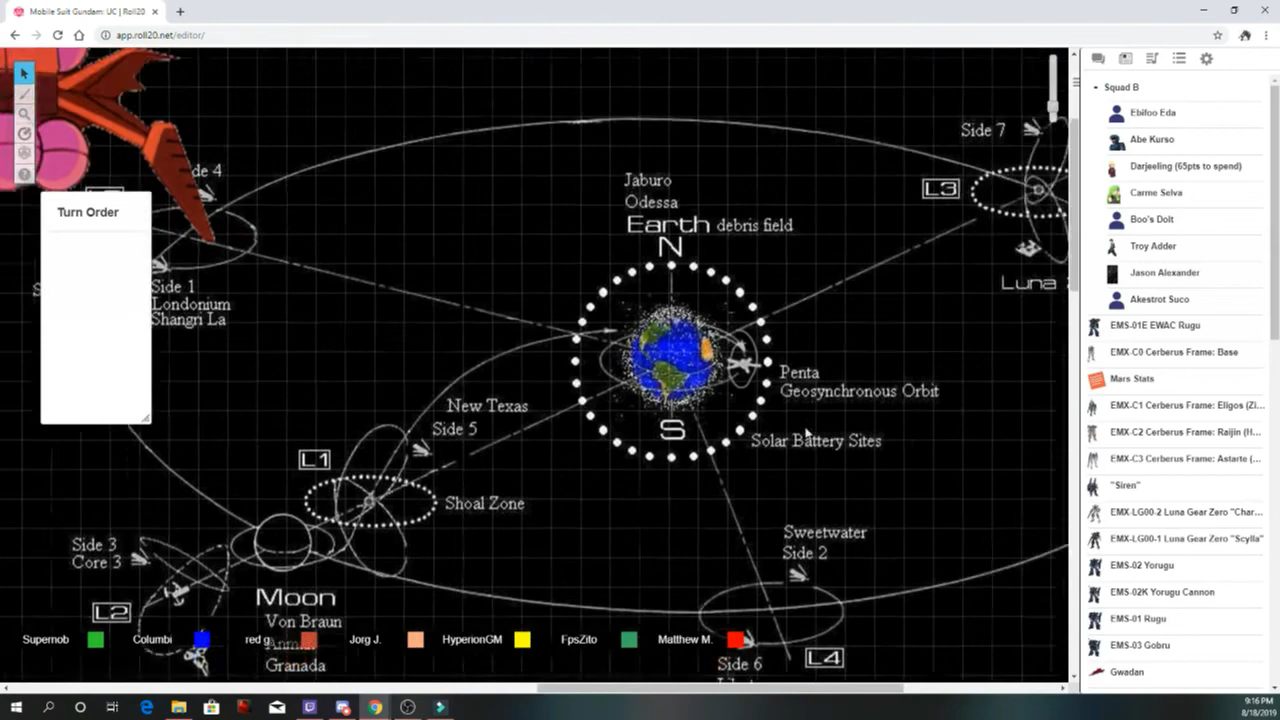 Mobile Suit Gundam: UC | Roll20
app.roll20.net/editor/
Side 7
L3
Luna
Jaburo
Odessa
Earth debris field
N
de 4
Turn Order
Side 1
Londonium
Shangri La
Penta
Geosynchronous Orbit
S
Solar Battery Sites
New Texas
Side 5
L1
Shoal Zone
Side 3
Core 3
L2
Moon
Von Braun
Granada
Sweetwater
Side 2
L4
Side 6
Supernob
Columbi
red g
Jorg J.
HyperionGM
FpsZito
Matthew M.
Squad B
Ebifoo Eda
Abe Kurso
Darjeeling (65pts to spend)
Carme Selva
Boo's Dolt
Troy Adder
Jason Alexander
Akestrot Suco
EMS-01E EWAC Rugu
EMX-C0 Cerberus Frame: Base
Mars Stats
EMX-C1 Cerberus Frame: Eligos (Zi...
EMX-C2 Cerberus Frame: Raijin (H...
EMX-C3 Cerberus Frame: Astarte (...
"Siren"
EMX-LG00-2 Luna Gear Zero "Char...
EMX-LG00-1 Luna Gear Zero "Scylla"
EMS-02 Yorugu
EMS-02K Yorugu Cannon
EMS-01 Rugu
EMS-03 Gobru
Gwadan
9:16 PM
8/18/2019